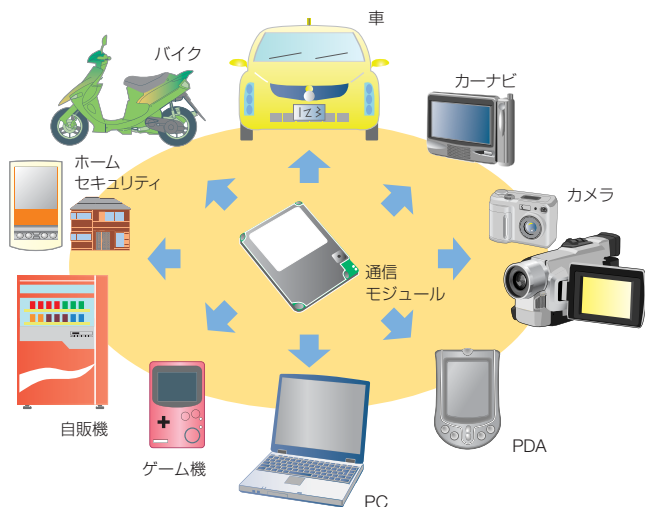 車
バイク
123
カーナビ
ホーム
セキュリティ
カメラ
通信
モジュール
自販機
ゲーム機
PC
PDA